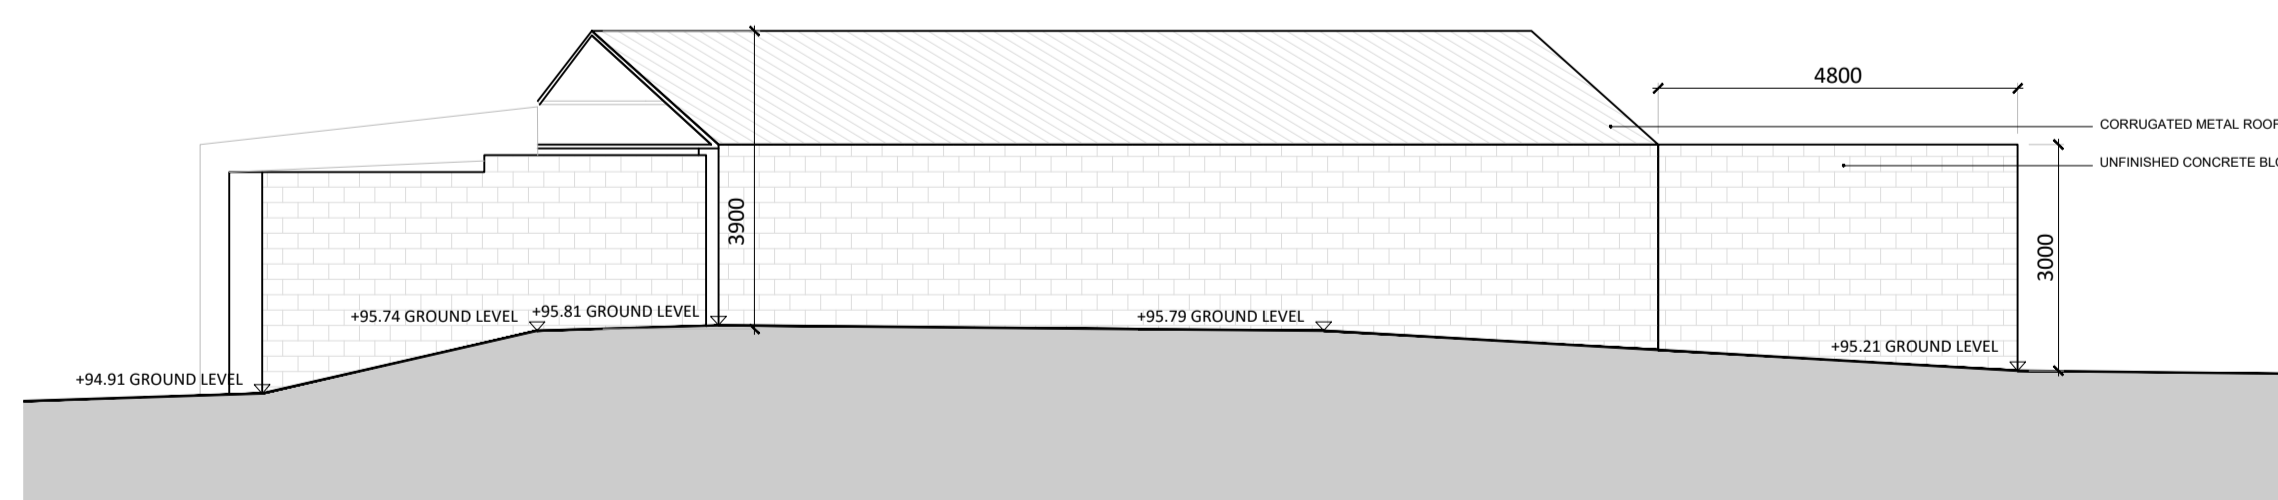 4800
CORRUGATED METAL ROOF
UNFINISHED CONCRETE
3900
3000
+95.74 GROUND LEVEL
+95.81 GROUND LEVEL
+95.79 GROUND LEVEL
+95.21 GROUND LEVEL
+94.91 GROUND LEVEL